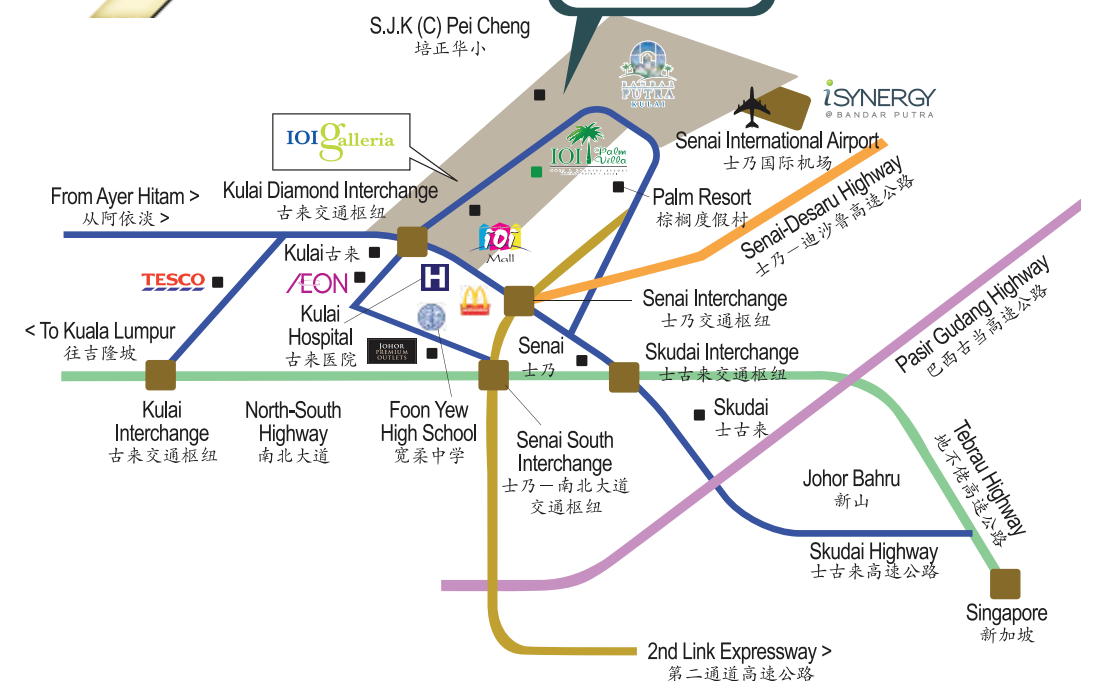 S.J.K (C) Pei Cheng
培正华小
BANDAR
PUTRA
KULAI
iSYNERGY
@ BANDAR PUTRA
IOI galleria
IOI Palm Villa
Senai International Airport
士乃国际机场
From Ayer Hitam >
从阿依淡 >
Kulai Diamond Interchange
古来交通枢纽
Palm Resort
棕榈度假村
Senai-Desaru Highway
士乃－迪沙鲁高速公路
Kulai古来
IOI
Mall
TESCO
ÆON
H
Kulai
Hospital
古来医院
Senai Interchange
士乃交通枢纽
Pasir Gudang Highway
巴西古当高速公路
< To Kuala Lumpur
往吉隆坡
JOHOR
PREMIUM
OUTLETS
Senai
士乃
Skudai Interchange
士古来交通枢纽
Kulai
Interchange
古来交通枢纽
North-South
Highway
南北大道
Foon Yew
High School
宽柔中学
Senai South
Interchange
士乃－南北大道
交通枢纽
Skudai
士古来
Tebrau Highway
地不佬高速公路
Johor Bahru
新山
Skudai Highway
士古来高速公路
Singapore
新加坡
2nd Link Expressway >
第二通道高速公路